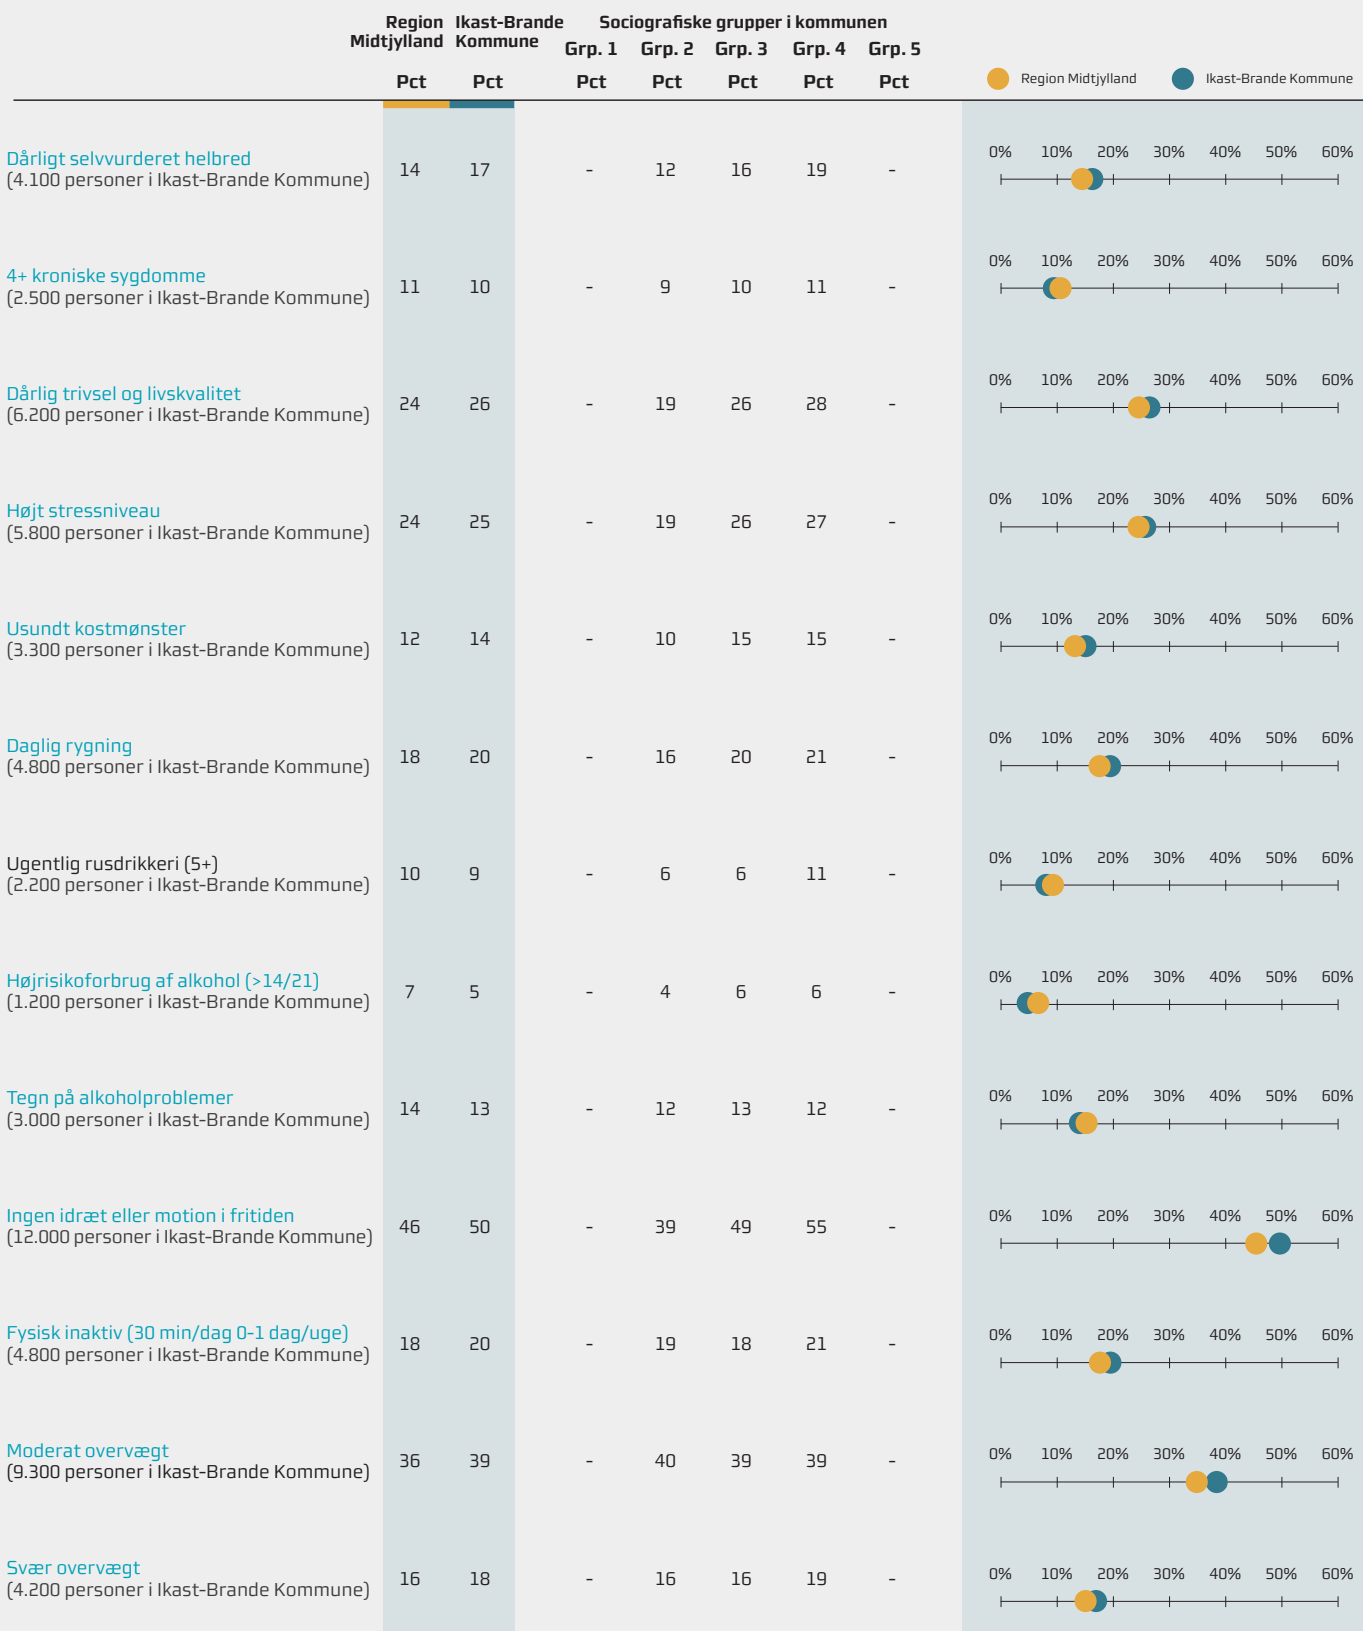 Region Ikast-Brande Sociografiske grupper i kommunen
Midtjylland Kommune Grp. 1 Grp. 2 Grp. 3 Grp. 4 Grp. 5
Pct Pct Pct Pct Pct Pct Pct Region Midtjylland Ikast-Brande Kommune
Dårligt selvvurderet helbred
(4.100 personer i Ikast-Brande Kommune) 14 17 - 12 16 19 -
0% 10% 20% 30% 40% 50% 60%
4+ kroniske sygdomme
(2.500 personer i Ikast-Brande Kommune) 11 10 - 9 10 11 -
0% 10% 20% 30% 40% 50% 60%
Dårlig trivsel og livskvalitet
(6.200 personer i Ikast-Brande Kommune) 24 26 - 19 26 28 -
0% 10% 20% 30% 40% 50% 60%
Højt stressniveau
(5.800 personer i Ikast-Brande Kommune) 24 25 - 19 26 27 -
0% 10% 20% 30% 40% 50% 60%
Usundt kostmønster
(3.300 personer i Ikast-Brande Kommune) 12 14 - 10 15 15 -
0% 10% 20% 30% 40% 50% 60%
Daglig rygning
(4.800 personer i Ikast-Brande Kommune) 18 20 - 16 20 21 -
0% 10% 20% 30% 40% 50% 60%
Ugentlig rusdrikkeri (5+)
(2.200 personer i Ikast-Brande Kommune) 10 9 - 6 6 11 -
0% 10% 20% 30% 40% 50% 60%
Højrisikoforbrug af alkohol (>14/21)
(1.200 personer i Ikast-Brande Kommune) 7 5 - 4 6 6 -
0% 10% 20% 30% 40% 50% 60%
Tegn på alkoholproblemer
(3.000 personer i Ikast-Brande Kommune) 14 13 - 12 13 12 -
0% 10% 20% 30% 40% 50% 60%
Ingen idræt eller motion i fritiden
(12.000 personer i Ikast-Brande Kommune) 46 50 - 39 49 55 -
0% 10% 20% 30% 40% 50% 60%
Fysisk inaktiv (30 min/dag 0-1 dag/uge)
(4.800 personer i Ikast-Brande Kommune) 18 20 - 19 18 21 -
0% 10% 20% 30% 40% 50% 60%
Moderat overvægt
(9.300 personer i Ikast-Brande Kommune) 36 39 - 40 39 39 -
0% 10% 20% 30% 40% 50% 60%
Svær overvægt
(4.200 personer i Ikast-Brande Kommune) 16 18 - 16 16 19 -
0% 10% 20% 30% 40% 50% 60%